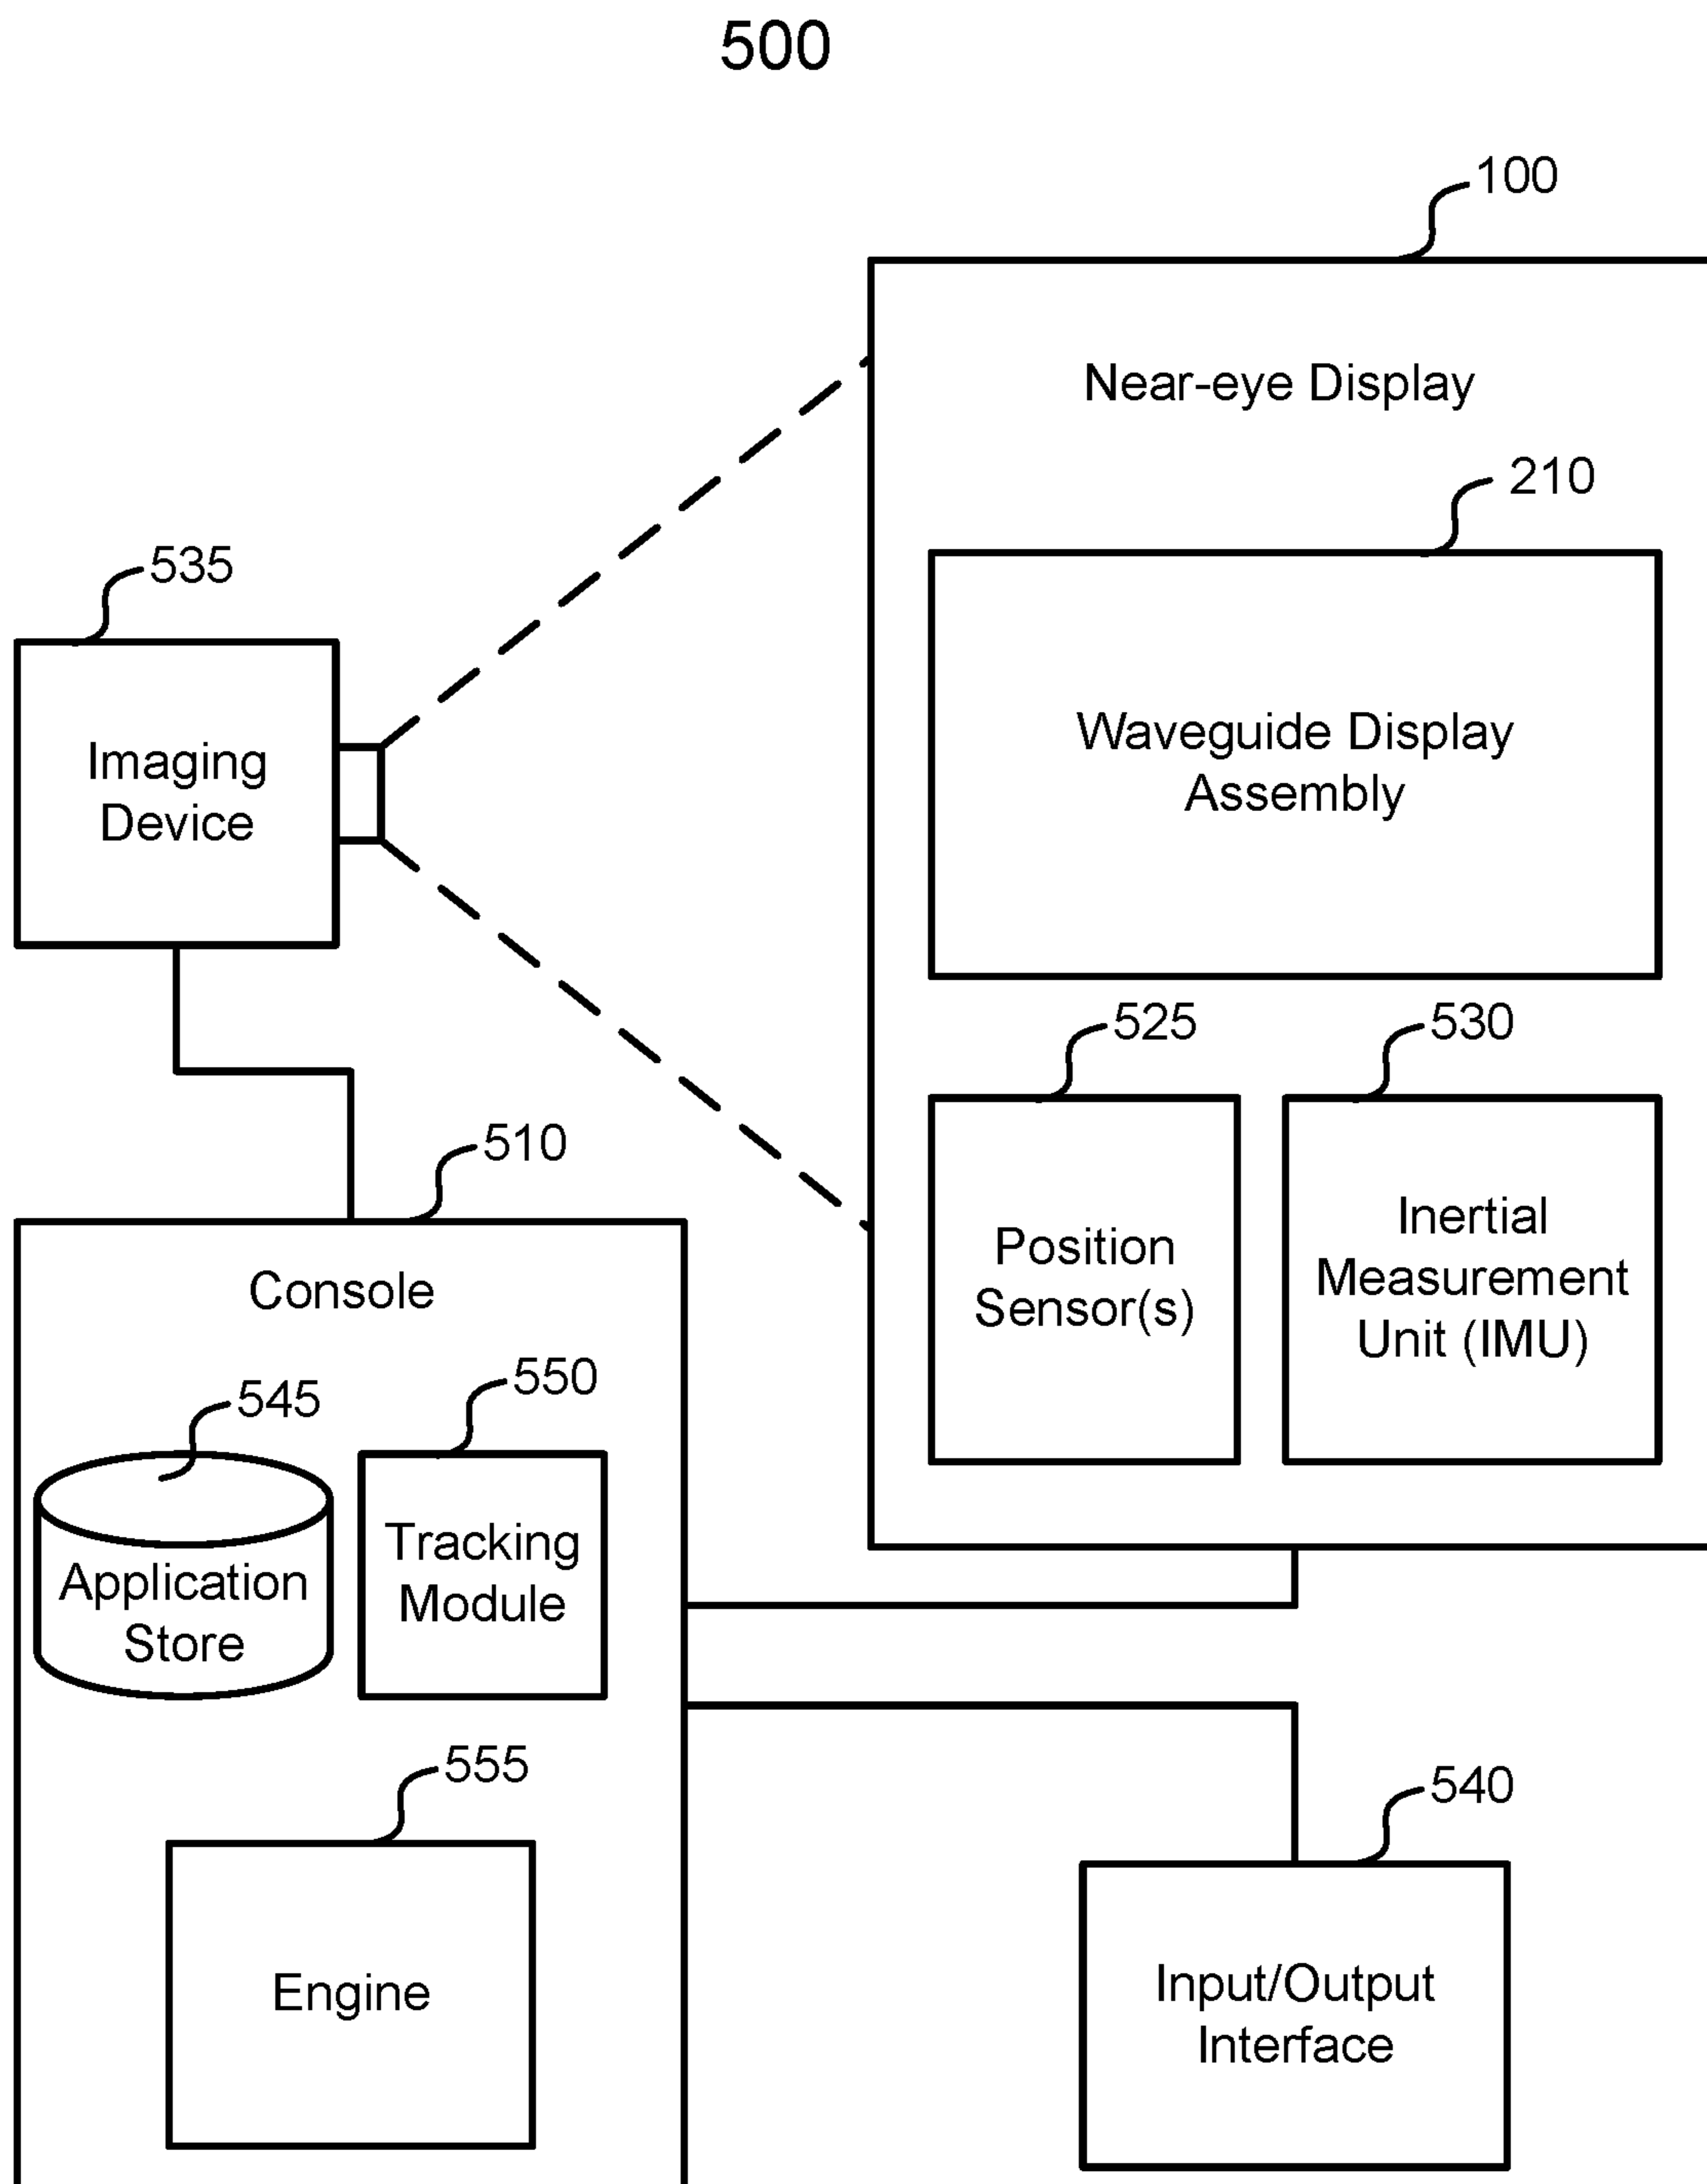 500
100
Near-eye Display
210
Waveguide Display
Assembly
535
Imaging
Device
525
530
Position
Sensor(s)
Inertial
Measurement
Unit (IMU)
510
Console
545
550
Application
Store
Tracking
Module
555
Engine
540
Input/Output
Interface